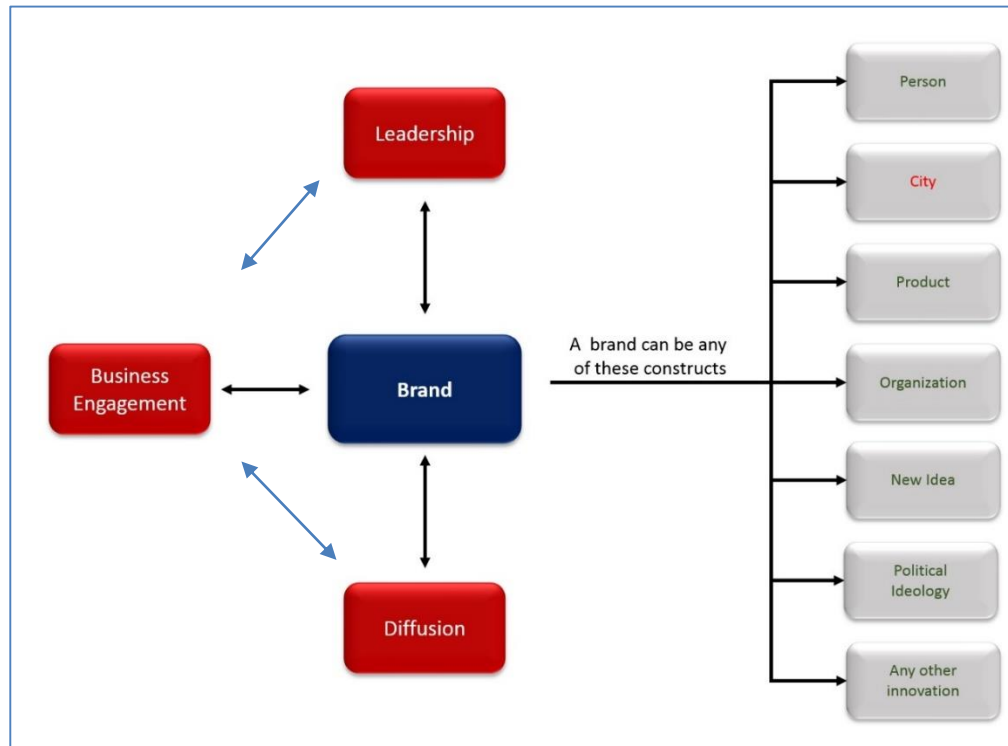 Leadership
Business
Engagement
Brand
Diffusion
A brand can be any
of these constructs
Person
City
Product
Organization
New Idea
Political
Ideology
Any other
innovation